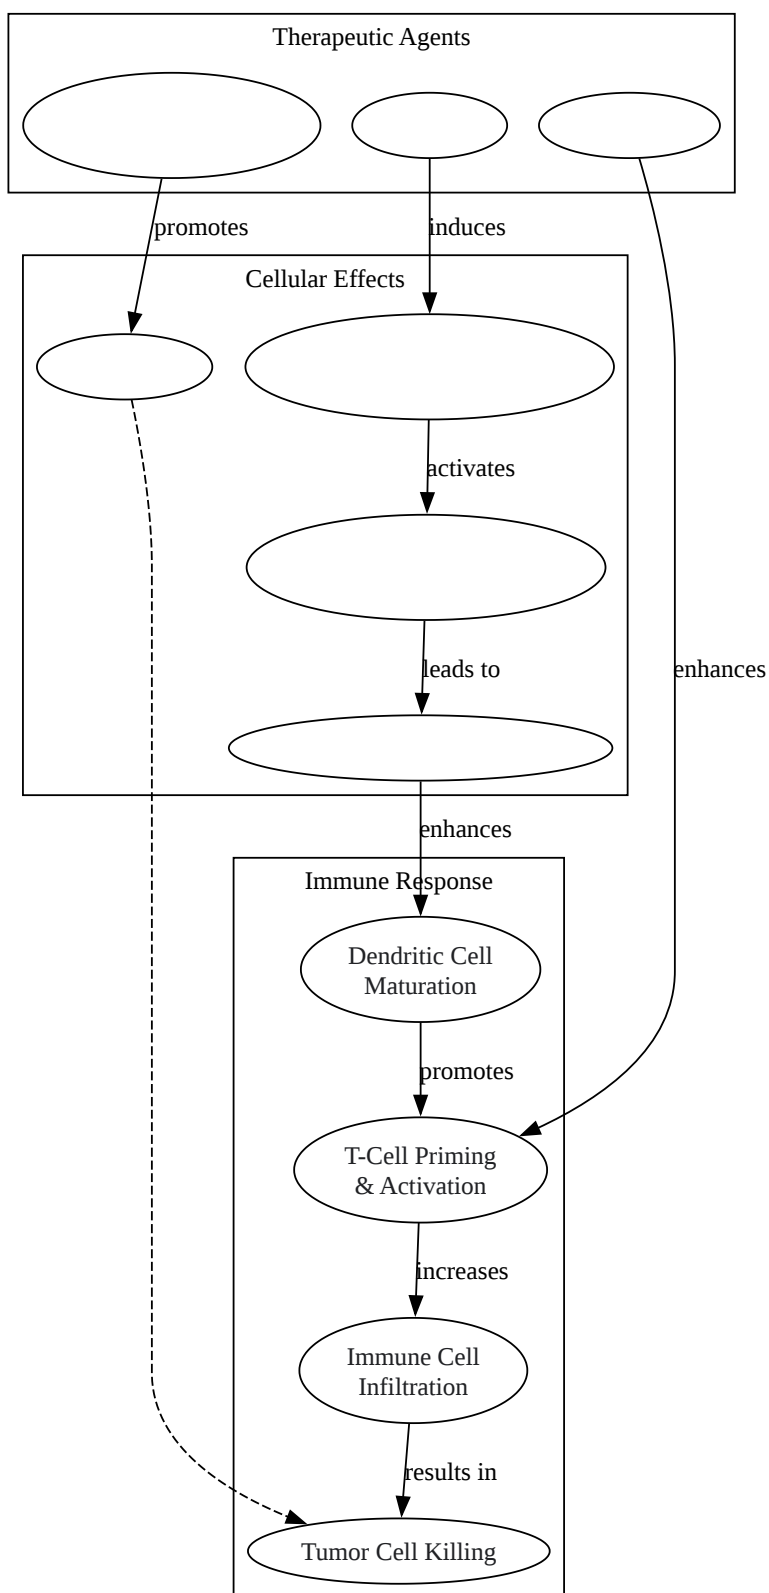 Therapeutic Agents
promotes
induces
Cellular Effects
activates
leads to
enhances
enhances
Immune Response
Dendritic Cell
Maturation
promotes
T-Cell Priming
& Activation
increases
Immune Cell
Infiltration
results in
Tumor Cell Killing